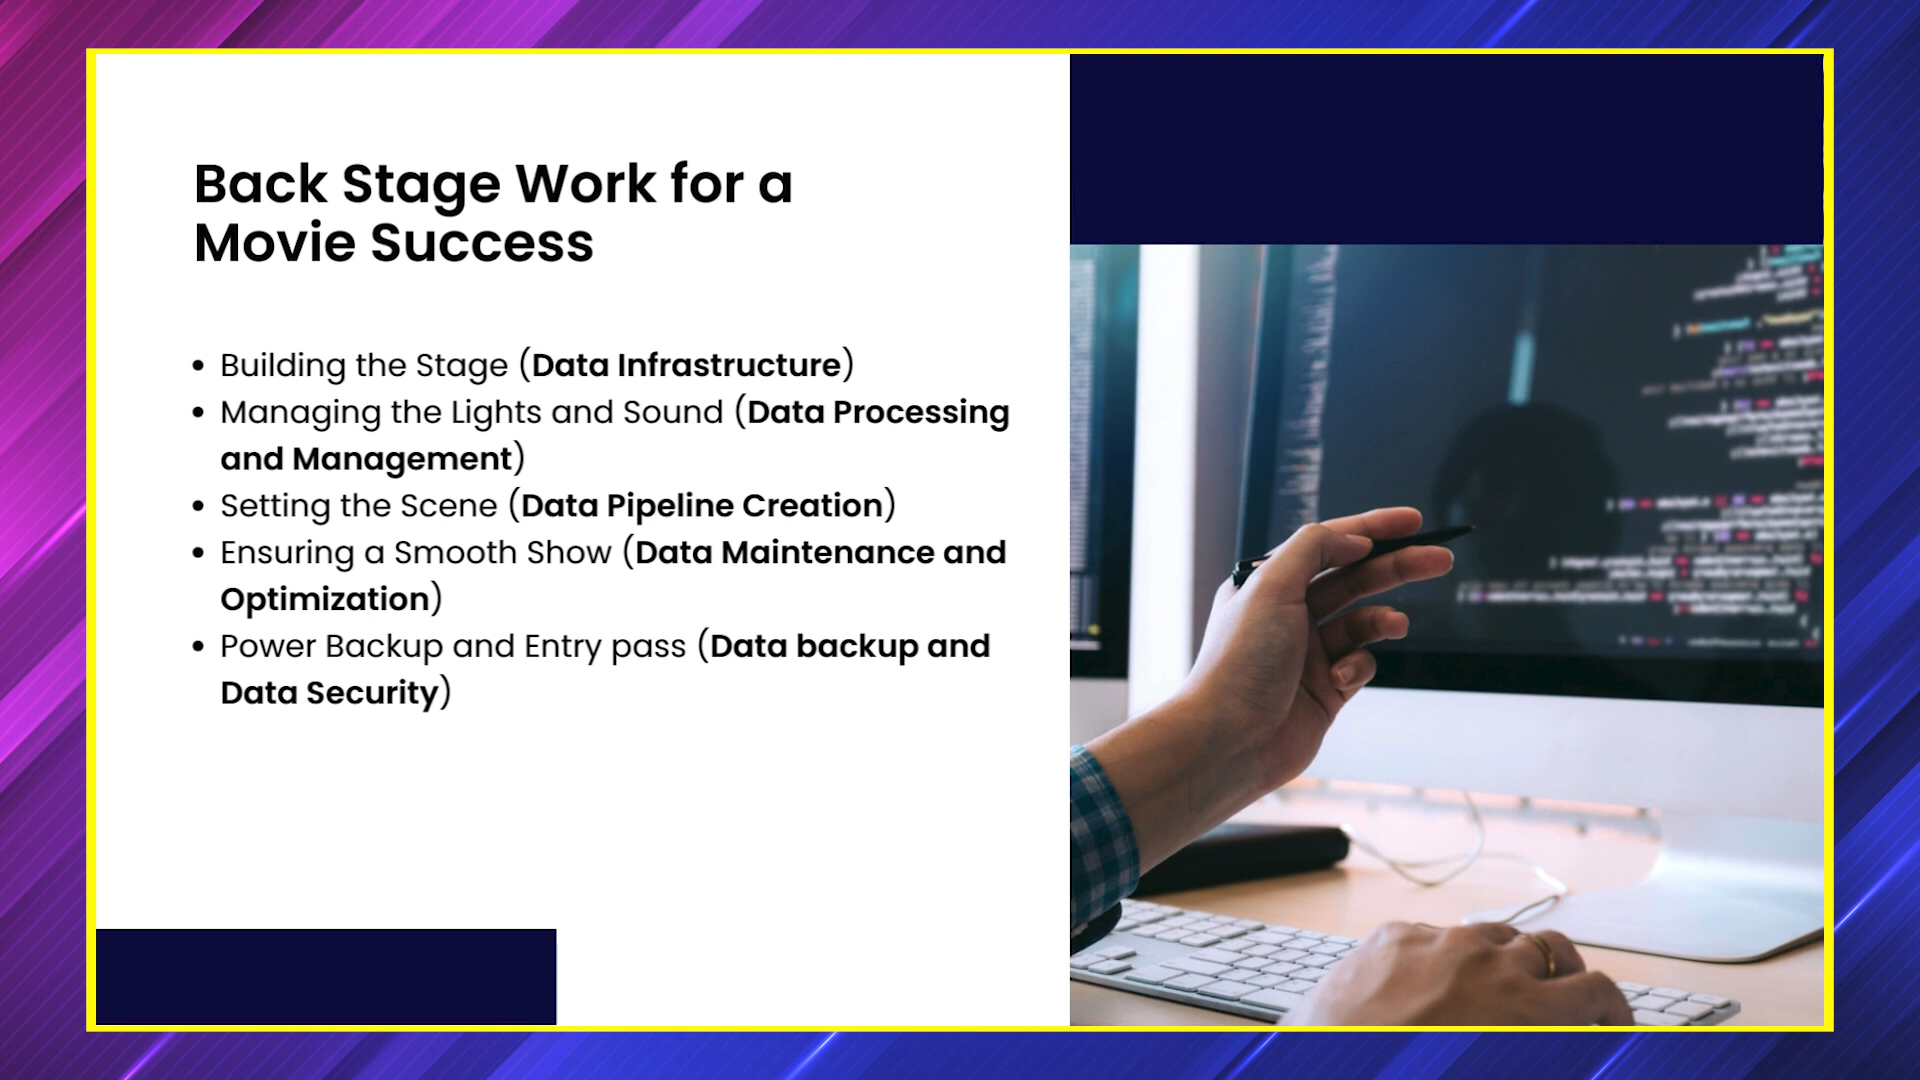 Back Stage Work for a
Movie Success
• Building the Stage (Data Infrastructure)
• Managing the Lights and Sound (Data Processing
and Management)
• Setting the Scene (Data Pipeline Creation)
• Ensuring a Smooth Show (Data Maintenance and
Optimization)
• Power Backup and Entry pass (Data backup and
Data Security)